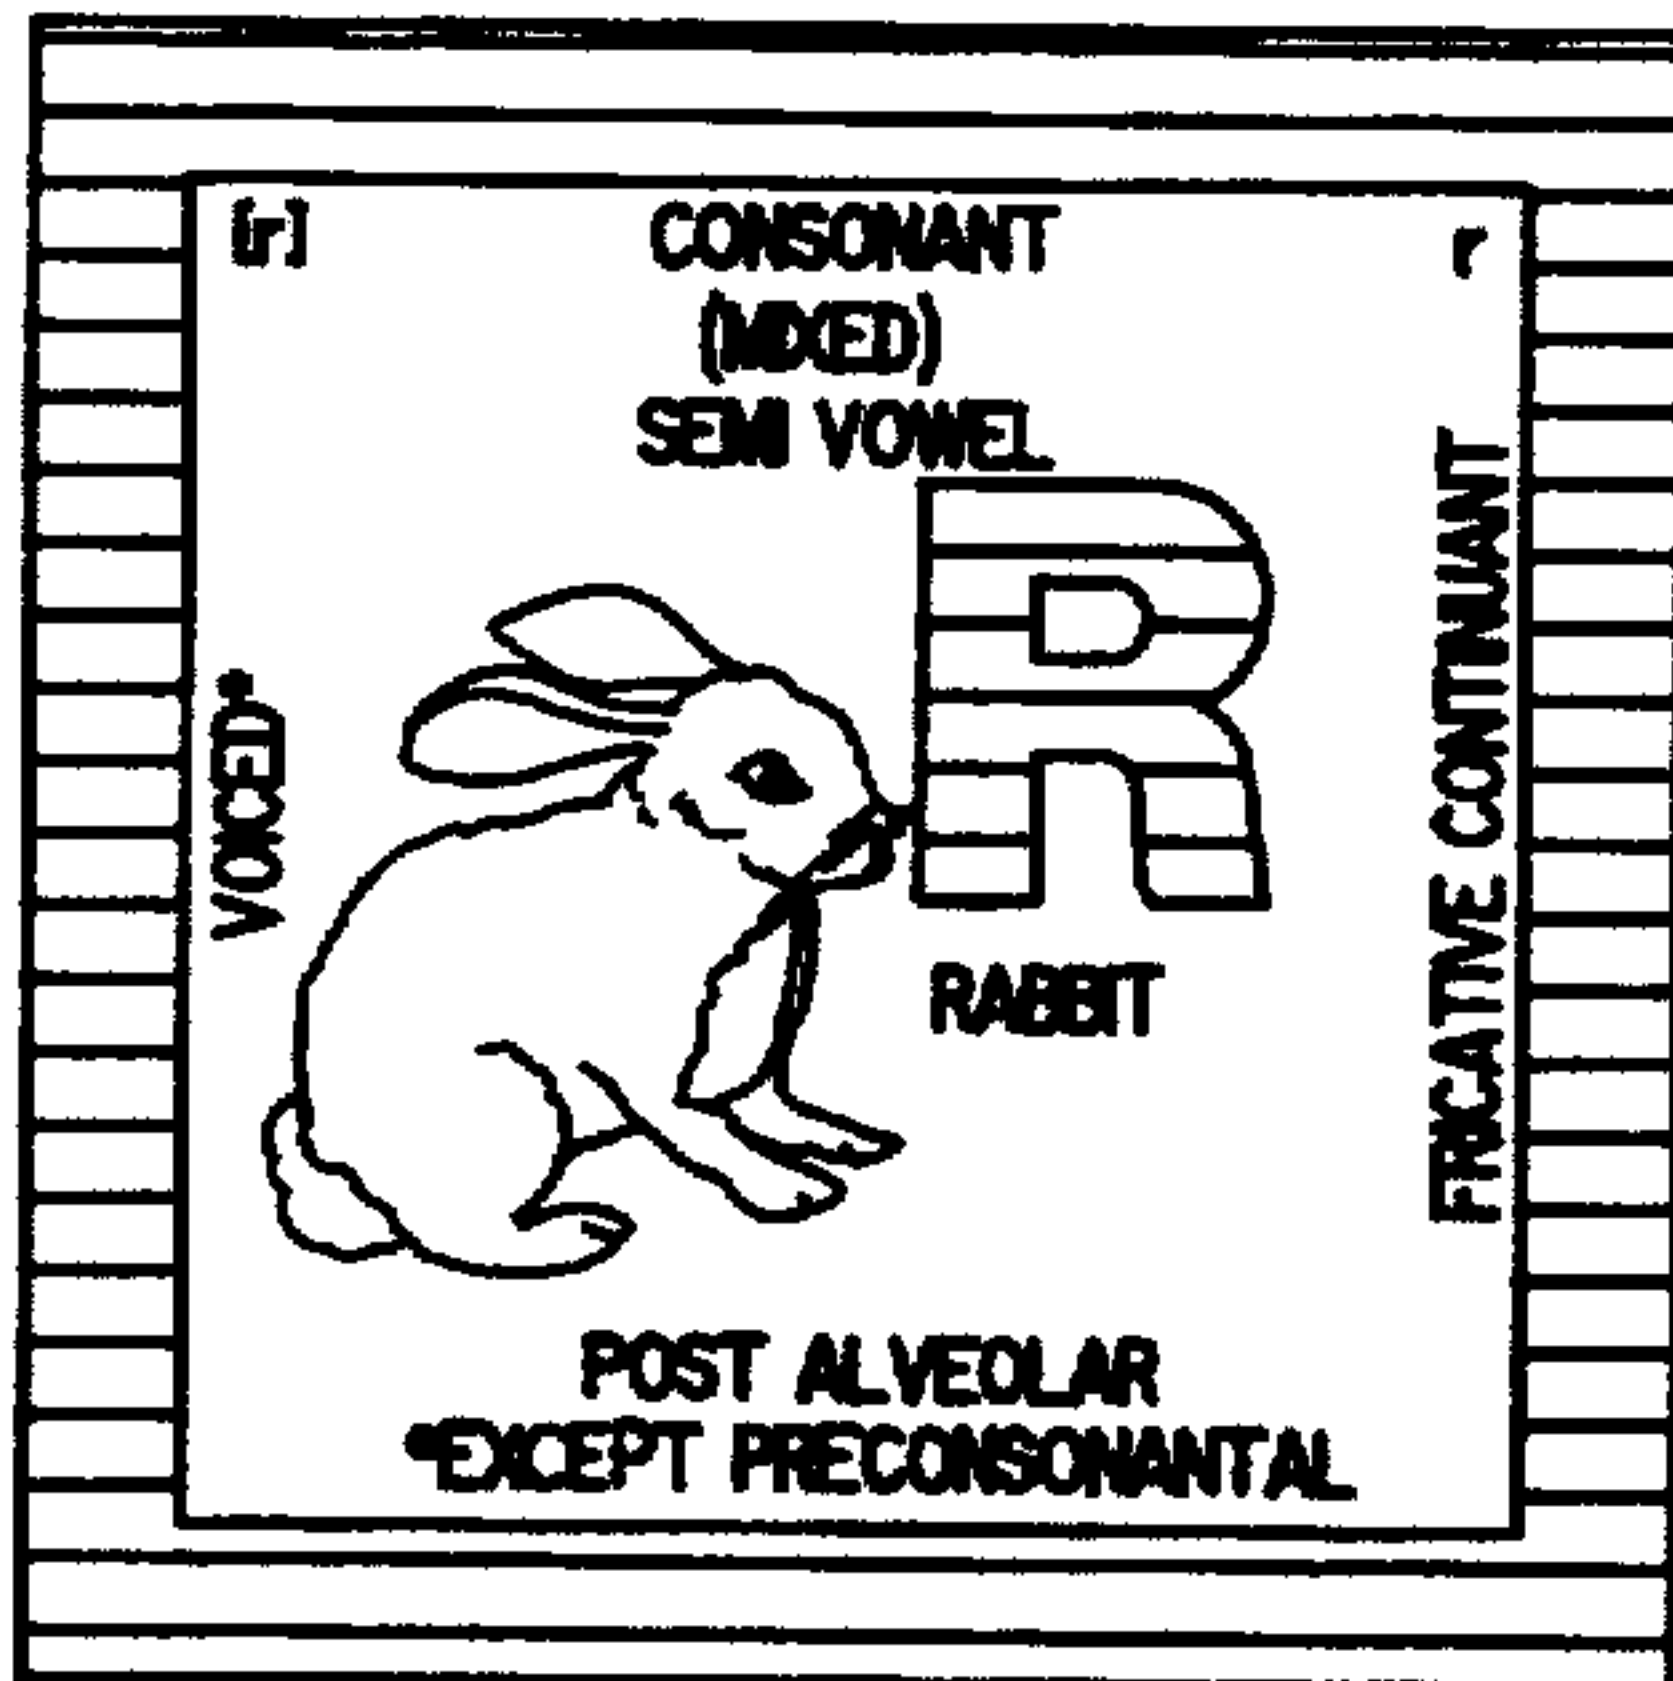 [r]
CONSONANT
r
(MIXED)
SEMI VOWEL
R
VOICED*
FRICATIVE CONTINUANT
RABBIT
POST ALVEOLAR
*EXCEPT PRECONSONANTAL